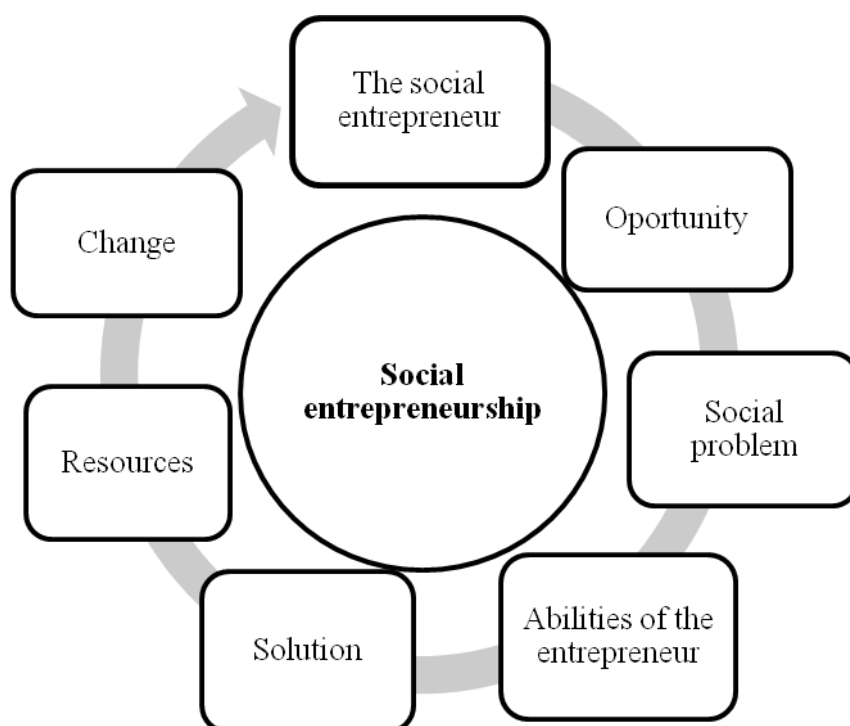 The social
entrepreneur
Oportunity
Social
problem
Abilities of the
entrepreneur
Solution
Resources
Change
Social
entrepreneurship